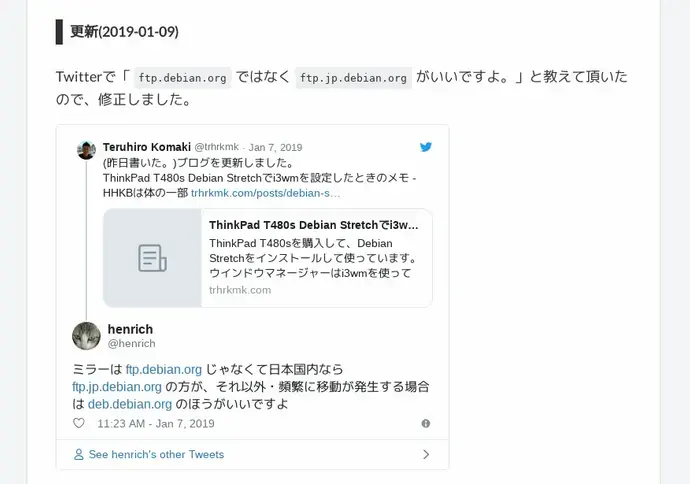 更新(2019-01-09)
Twitterで「 ftp.debian.org ではなく ftp.jp.debian.org がいいですよ。」と教えて頂いた
ので、修正しました。
Teruhiro Komaki @trhrkmk · Jan 7, 2019
(昨日書いた。)ブログを更新しました。
ThinkPad T480s Debian Stretchでi3wmを設定したときのメモ -
HHKBは体の一部 trhrkmk.com/posts/debian-s…
ThinkPad T480s Debian Stretchでi3w...
ThinkPad T480sを購入して、Debian
Stretchをインストールして使っています。
ウインドウマネージャーはi3wmを使って
trhrkmk.com
henrich
@henrich
ミラーは ftp.debian.org じゃなくて日本国内なら
ftp.jp.debian.org の方が、それ以外・頻繁に移動が発生する場合
は deb.debian.org のほうがいいですよ
11:23 AM - Jan 7, 2019
See henrich's other Tweets